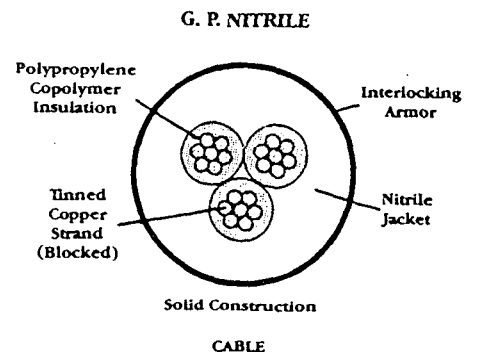 G. P. NITRILE
Polypropylene
Copolymer
Insulation
Interlocking
Armor
Tinned
Copper
Strand
(Blocked)
Nitrile
Jacket
Solid Construction
CABLE